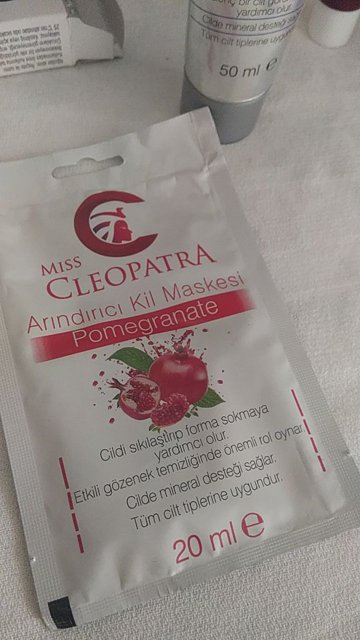 yardımcı olur.
Cilde mineral desteği
Tüm cilt tiplerine uygundur
50 ml e
MISS
CLEOPATRA
Arındırıcı Kil Maskesi
Pomegranate
Cildi sıkılaştırıp forma sokmaya
yardımcı olur.
Etkili gözenek temizliğinde önemli rol oynar
Cilde mineral desteği sağlar.
Tüm cilt tiplerine uygundur.
20 ml e